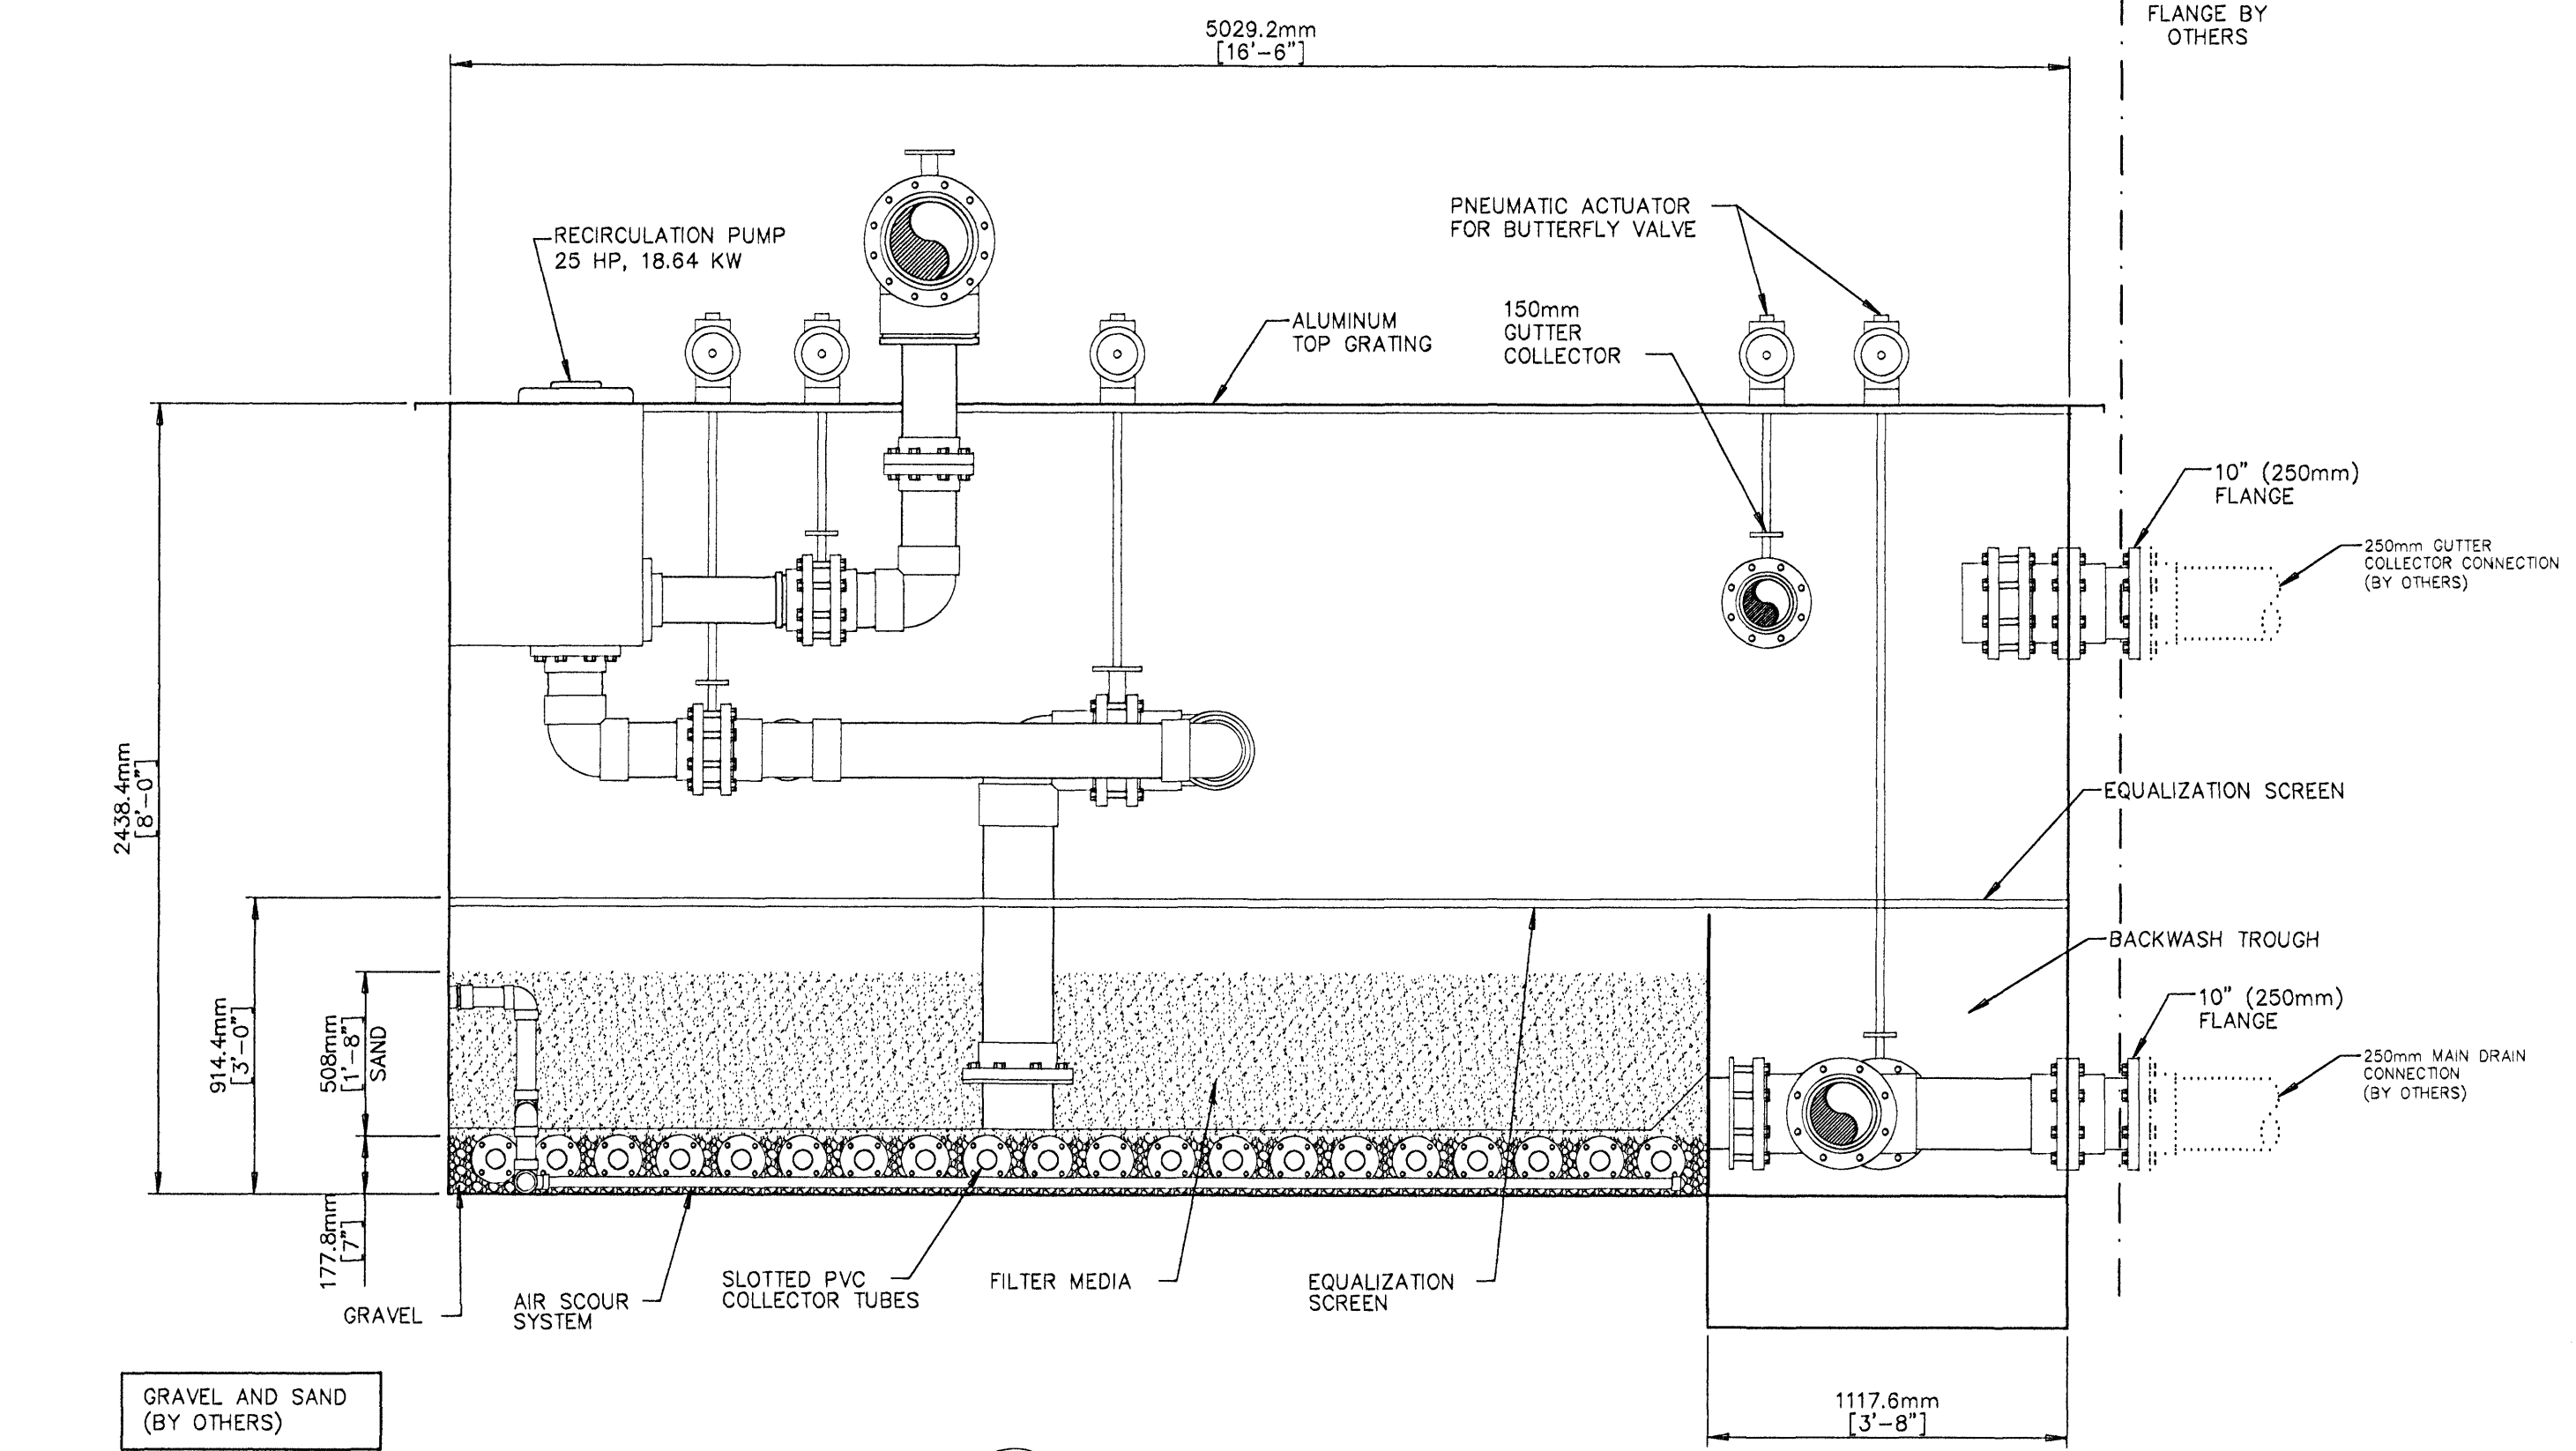 FLANGE BY
OTHERS
5029.2mm
[16'-6"]
RECIRCULATION PUMP
25 HP, 18.64 KW
PNEUMATIC ACTUATOR
FOR BUTTERFLY VALVE
150mm
GUTTER
COLLECTOR
ALUMINUM
TOP GRATING
10" (250mm)
FLANGE
250mm GUTTER
COLLECTOR CONNECTION
(BY OTHERS)
2438.4mm
[8'-0"]
EQUALIZATION SCREEN
BACKWASH TROUGH
10" (250mm)
FLANGE
250mm MAIN DRAIN
CONNECTION
(BY OTHERS)
914.4mm
[3'-0"]
508mm
[1'-8"]
SAND
177.8mm
[7"]
GRAVEL
AIR SCOUR
SYSTEM
SLOTTED PVC
COLLECTOR TUBES
FILTER MEDIA
EQUALIZATION
SCREEN
GRAVEL AND SAND
(BY OTHERS)
1117.6mm
[3'-8"]